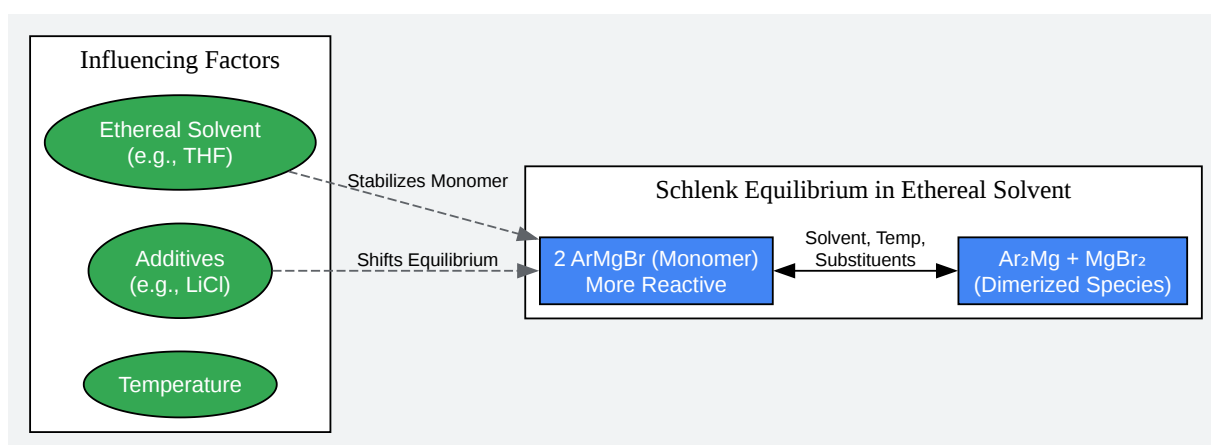 Influencing Factors
Ethereal Solvent
(e.g., THF)
Additives
(e.g., LiCl)
Temperature
Stabilizes Monomer
Shifts Equilibrium
Schlenk Equilibrium in Ethereal Solvent
2 ArMgBr (Monomer)
More Reactive
Solvent, Temp,
Substituents
Ar₂Mg + MgBr₂
(Dimerized Species)